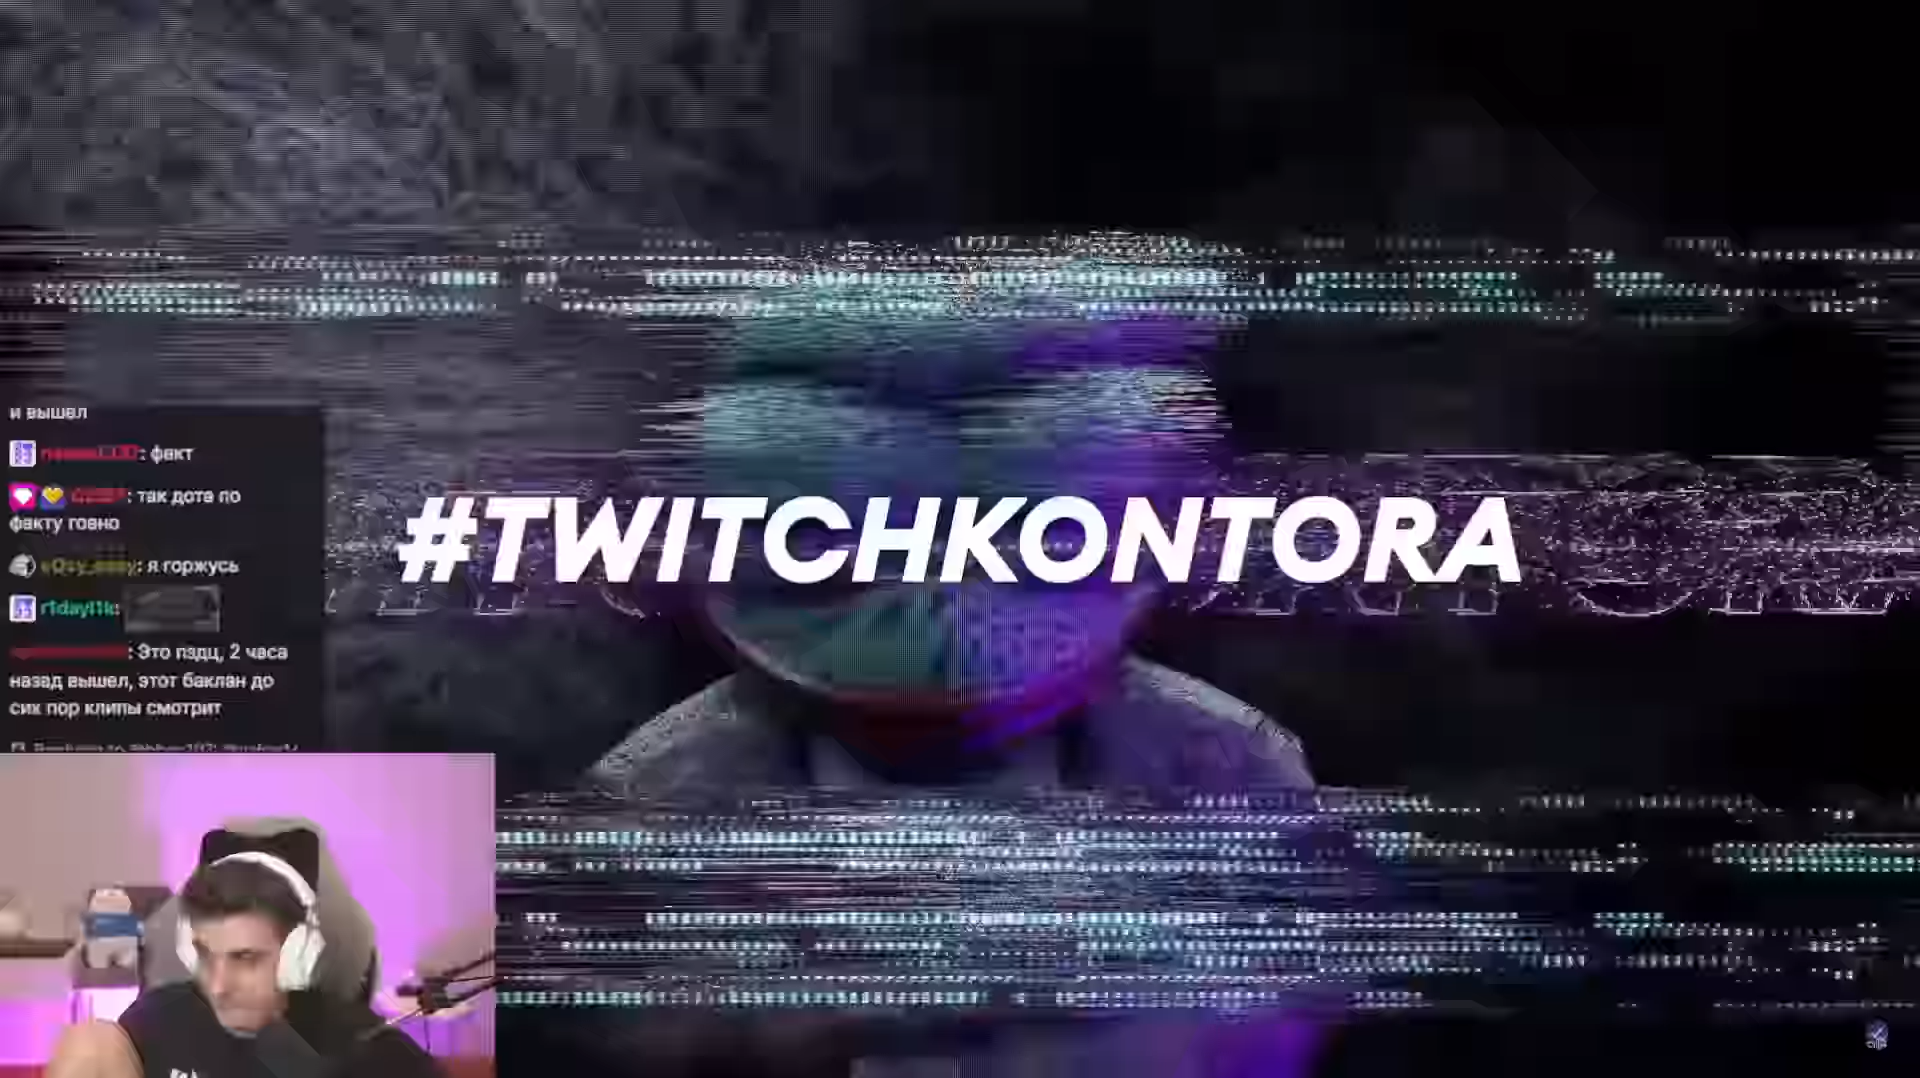 и вышел
: факт
: так дота по
факту говно
: я горжусь
r1dayl1k:
: Это пздц, 2 часа
назад вышел, этот баклан до
сих пор клипы смотрит
#TWITCHKONTORA